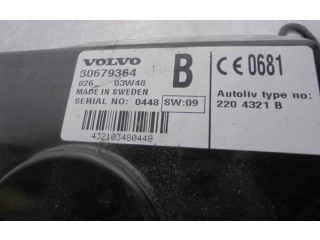 VOLVO
30679364
826 03W48
MADE IN SWEDEN
SERIAL NO: 0448 SW:09
432103480448
B
CE 0681
Autoliv type no:
220 4321 B